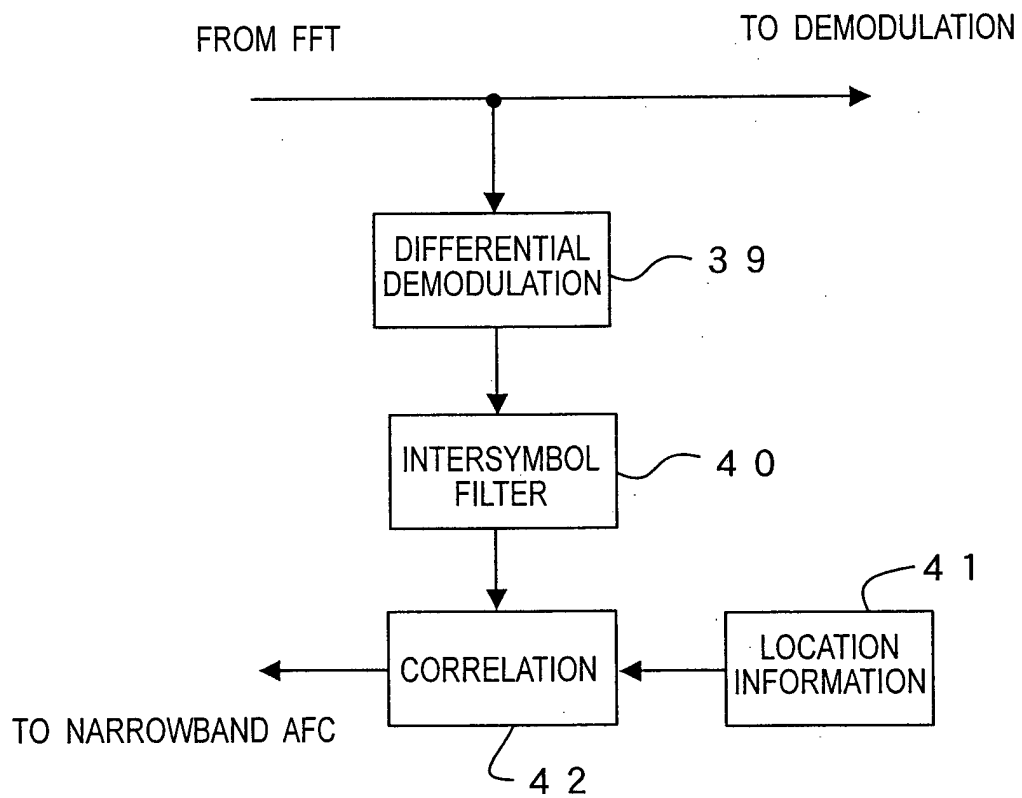 FROM FFT
TO DEMODULATION
DIFFERENTIAL
DEMODULATION
39
INTERSYMBOL
FILTER
40
41
CORRELATION
LOCATION
INFORMATION
TO NARROWBAND AFC
42